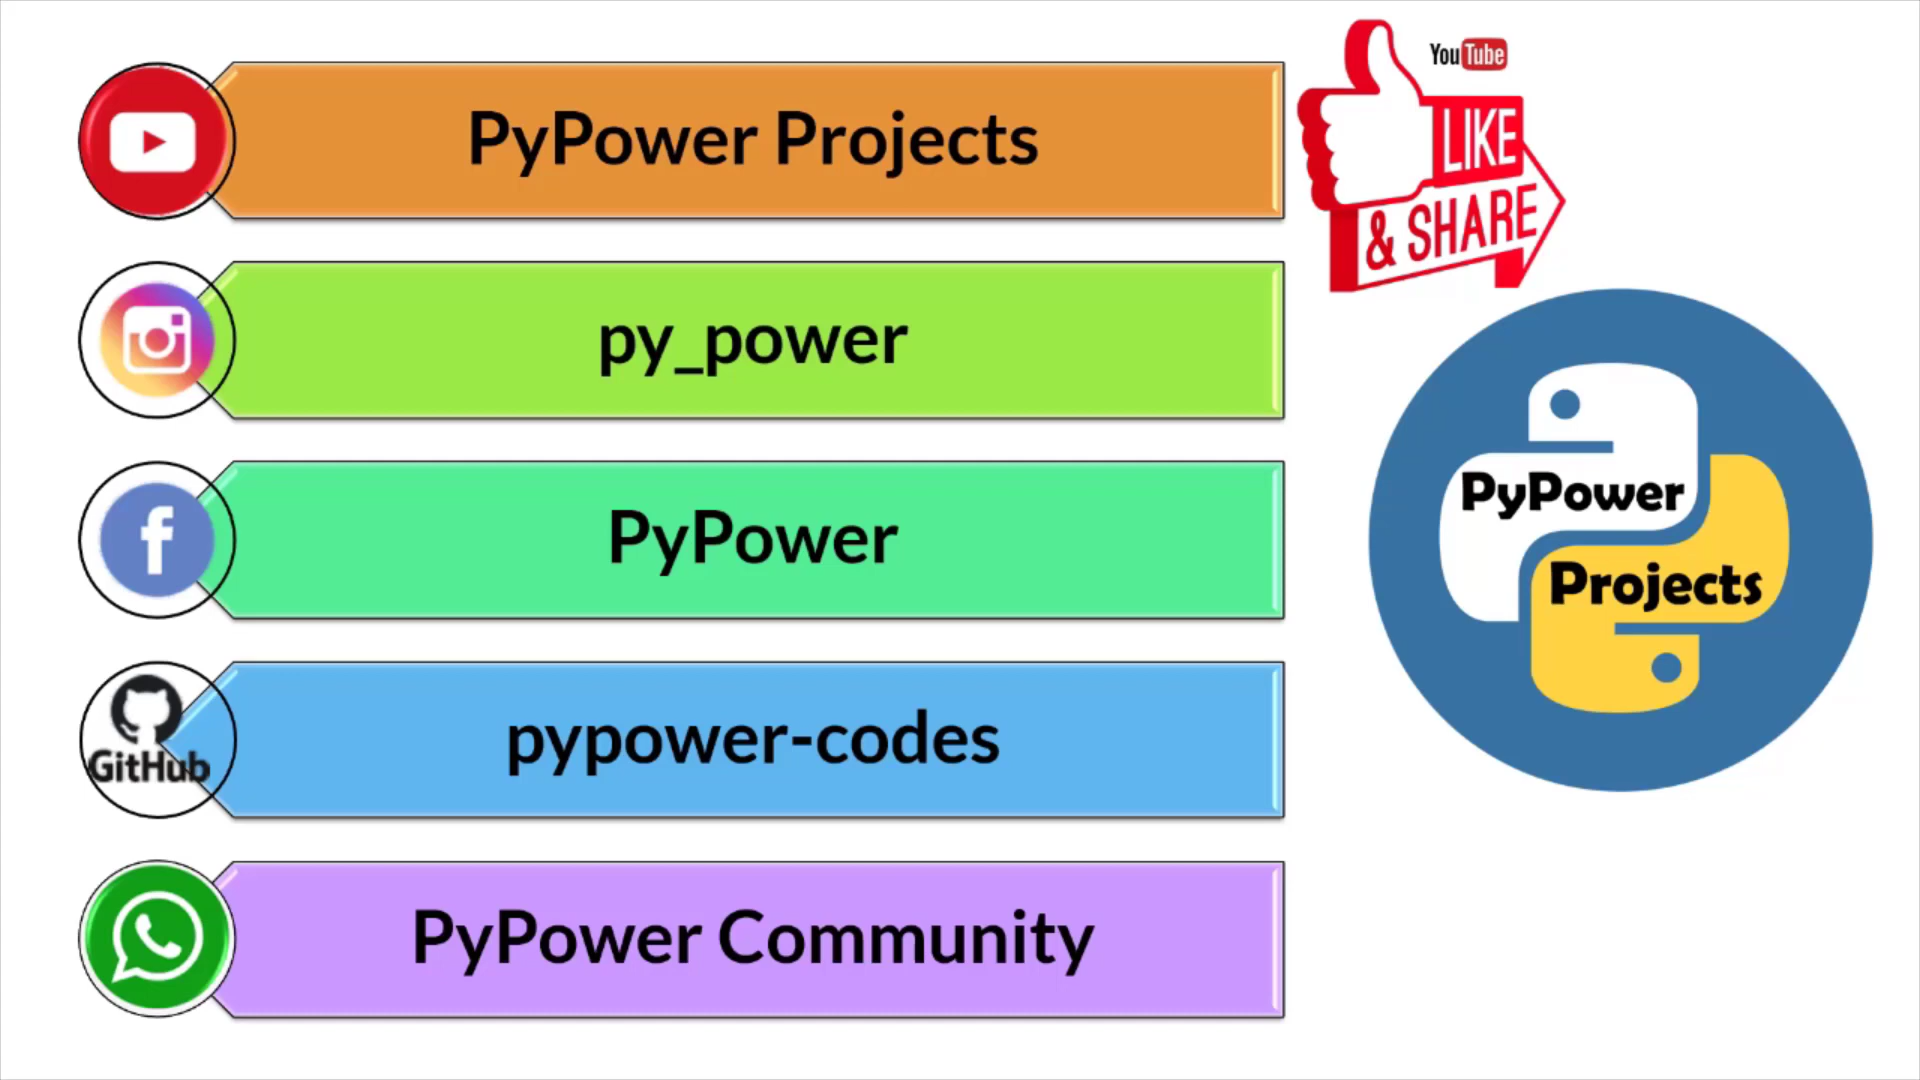 PyPower Projects
YouTube
LIKE
& SHARE
py_power
PyPower
PyPower
Projects
GitHub
pypower-codes
PyPower Community